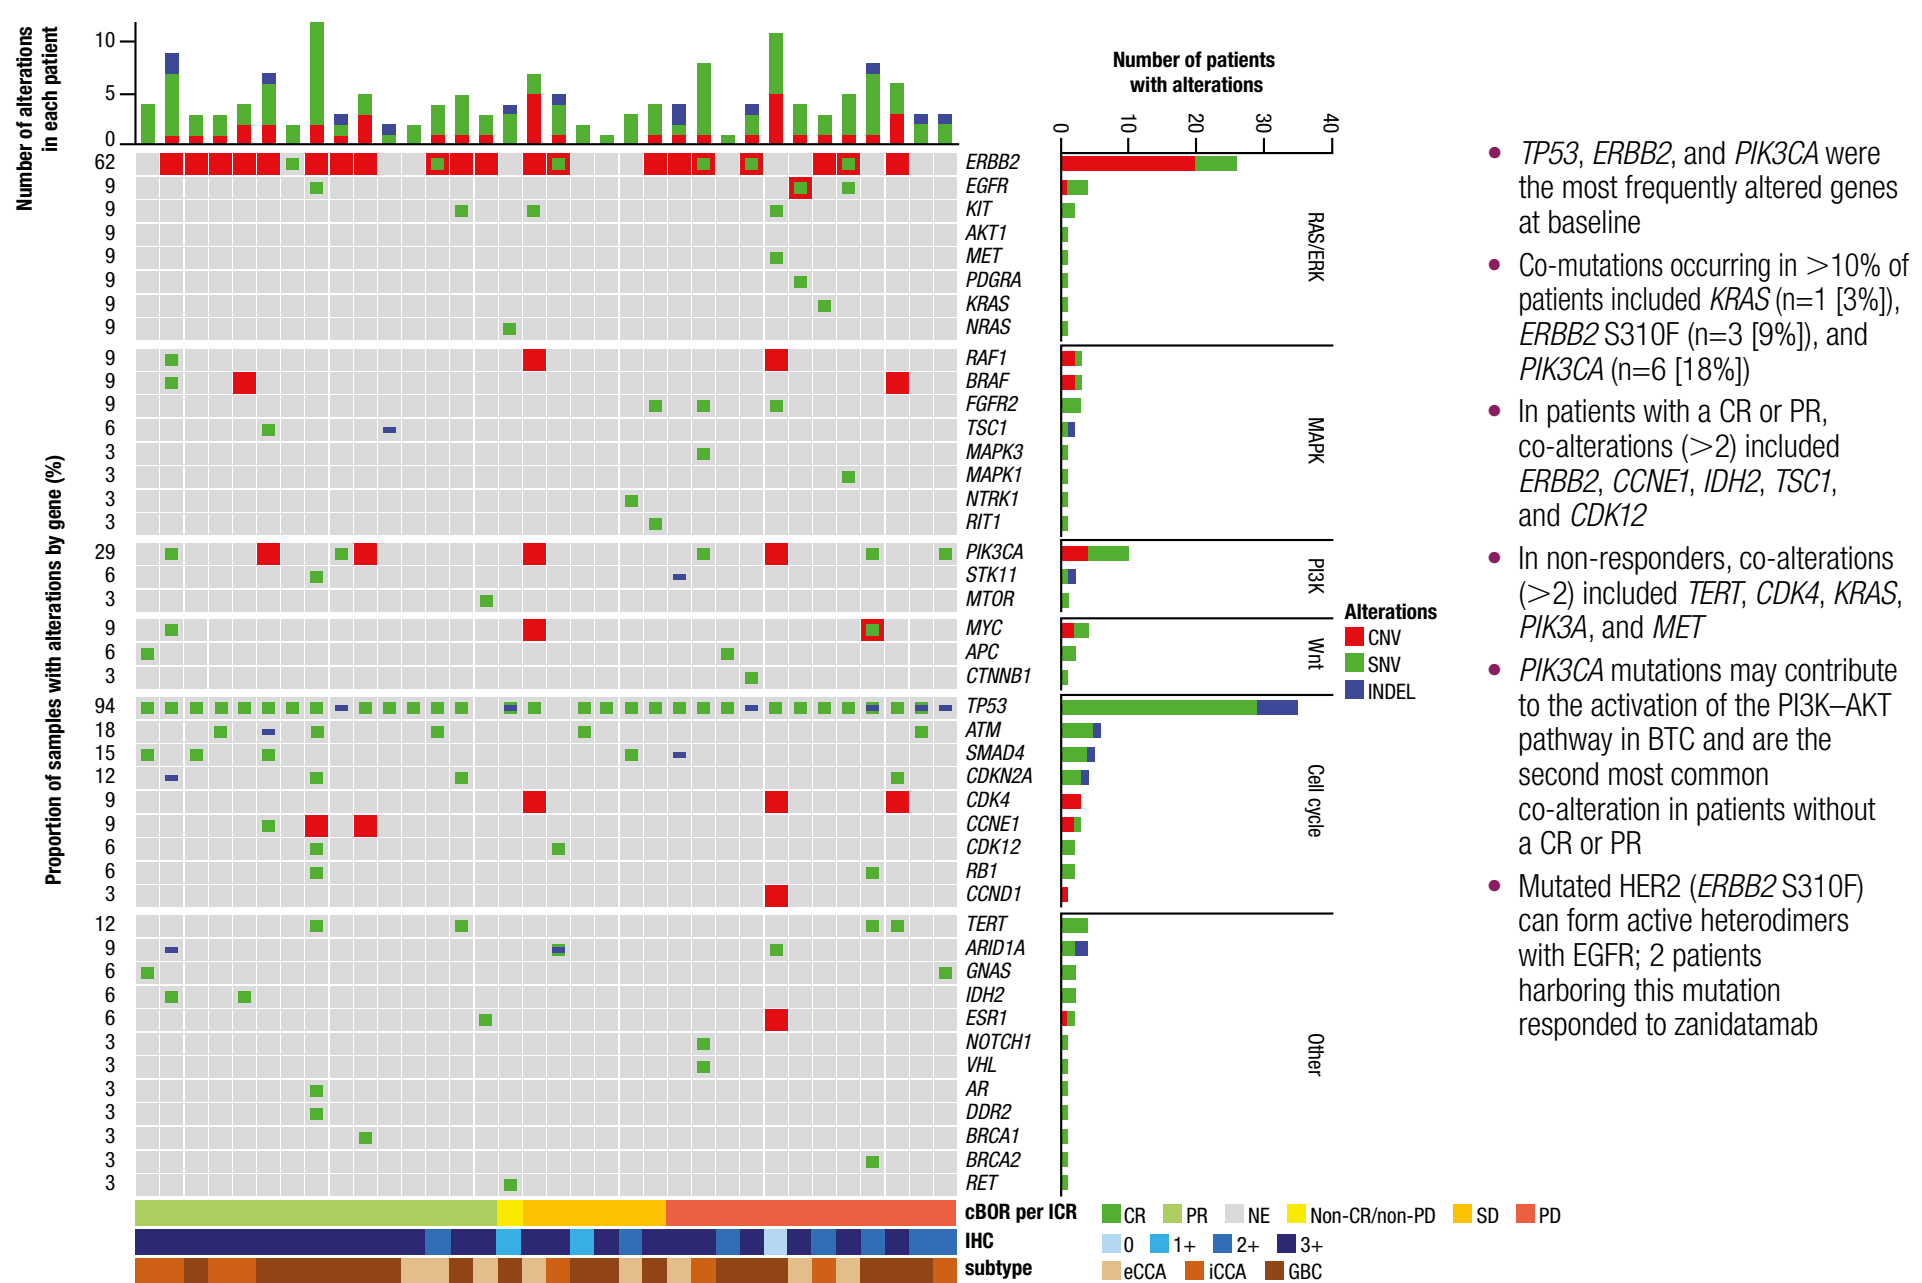 Number of alterations
in each patient
10
5
0
Number of patients
with alterations
0
10
20
30
40
Proportion of samples with alterations by gene (%)
62 ERBB2
9 EGFR
9 KIT
9 AKT1
9 MET
9 PDGRA
9 KRAS
9 NRAS
RAS/ERK
9 RAF1
9 BRAF
9 FGFR2
6 TSC1
3 MAPK3
3 MAPK1
3 NTRK1
3 RIT1
MAPK
29 PIK3CA
6 STK11
3 MTOR
PI3K
9 MYC
6 APC
3 CTNNB1
Wnt
94 TP53
18 ATM
15 SMAD4
12 CDKN2A
9 CDK4
9 CCNE1
6 CDK12
6 RB1
3 CCND1
Cell cycle
12 TERT
9 ARID1A
6 GNAS
6 IDH2
6 ESR1
3 NOTCH1
3 VHL
3 AR
3 DDR2
3 BRCA1
3 BRCA2
3 RET
Other
Alterations
CNV
SNV
INDEL
cBOR per ICR
CR PR NE Non-CR/non-PD SD PD
IHC
0 1+ 2+ 3+
subtype
eCCA iCCA GBC
• TP53, ERBB2, and PIK3CA were
the most frequently altered genes
at baseline
• Co-mutations occurring in >10% of
patients included KRAS (n=1 [3%]),
ERBB2 S310F (n=3 [9%]), and
PIK3CA (n=6 [18%])
• In patients with a CR or PR,
co-alterations (>2) included
ERBB2, CCNE1, IDH2, TSC1,
and CDK12
• In non-responders, co-alterations
(>2) included TERT, CDK4, KRAS,
PIK3A, and MET
• PIK3CA mutations may contribute
to the activation of the PI3K–AKT
pathway in BTC and are the
second most common
co-alteration in patients without
a CR or PR
• Mutated HER2 (ERBB2 S310F)
can form active heterodimers
with EGFR; 2 patients
harboring this mutation
responded to zanidatamab